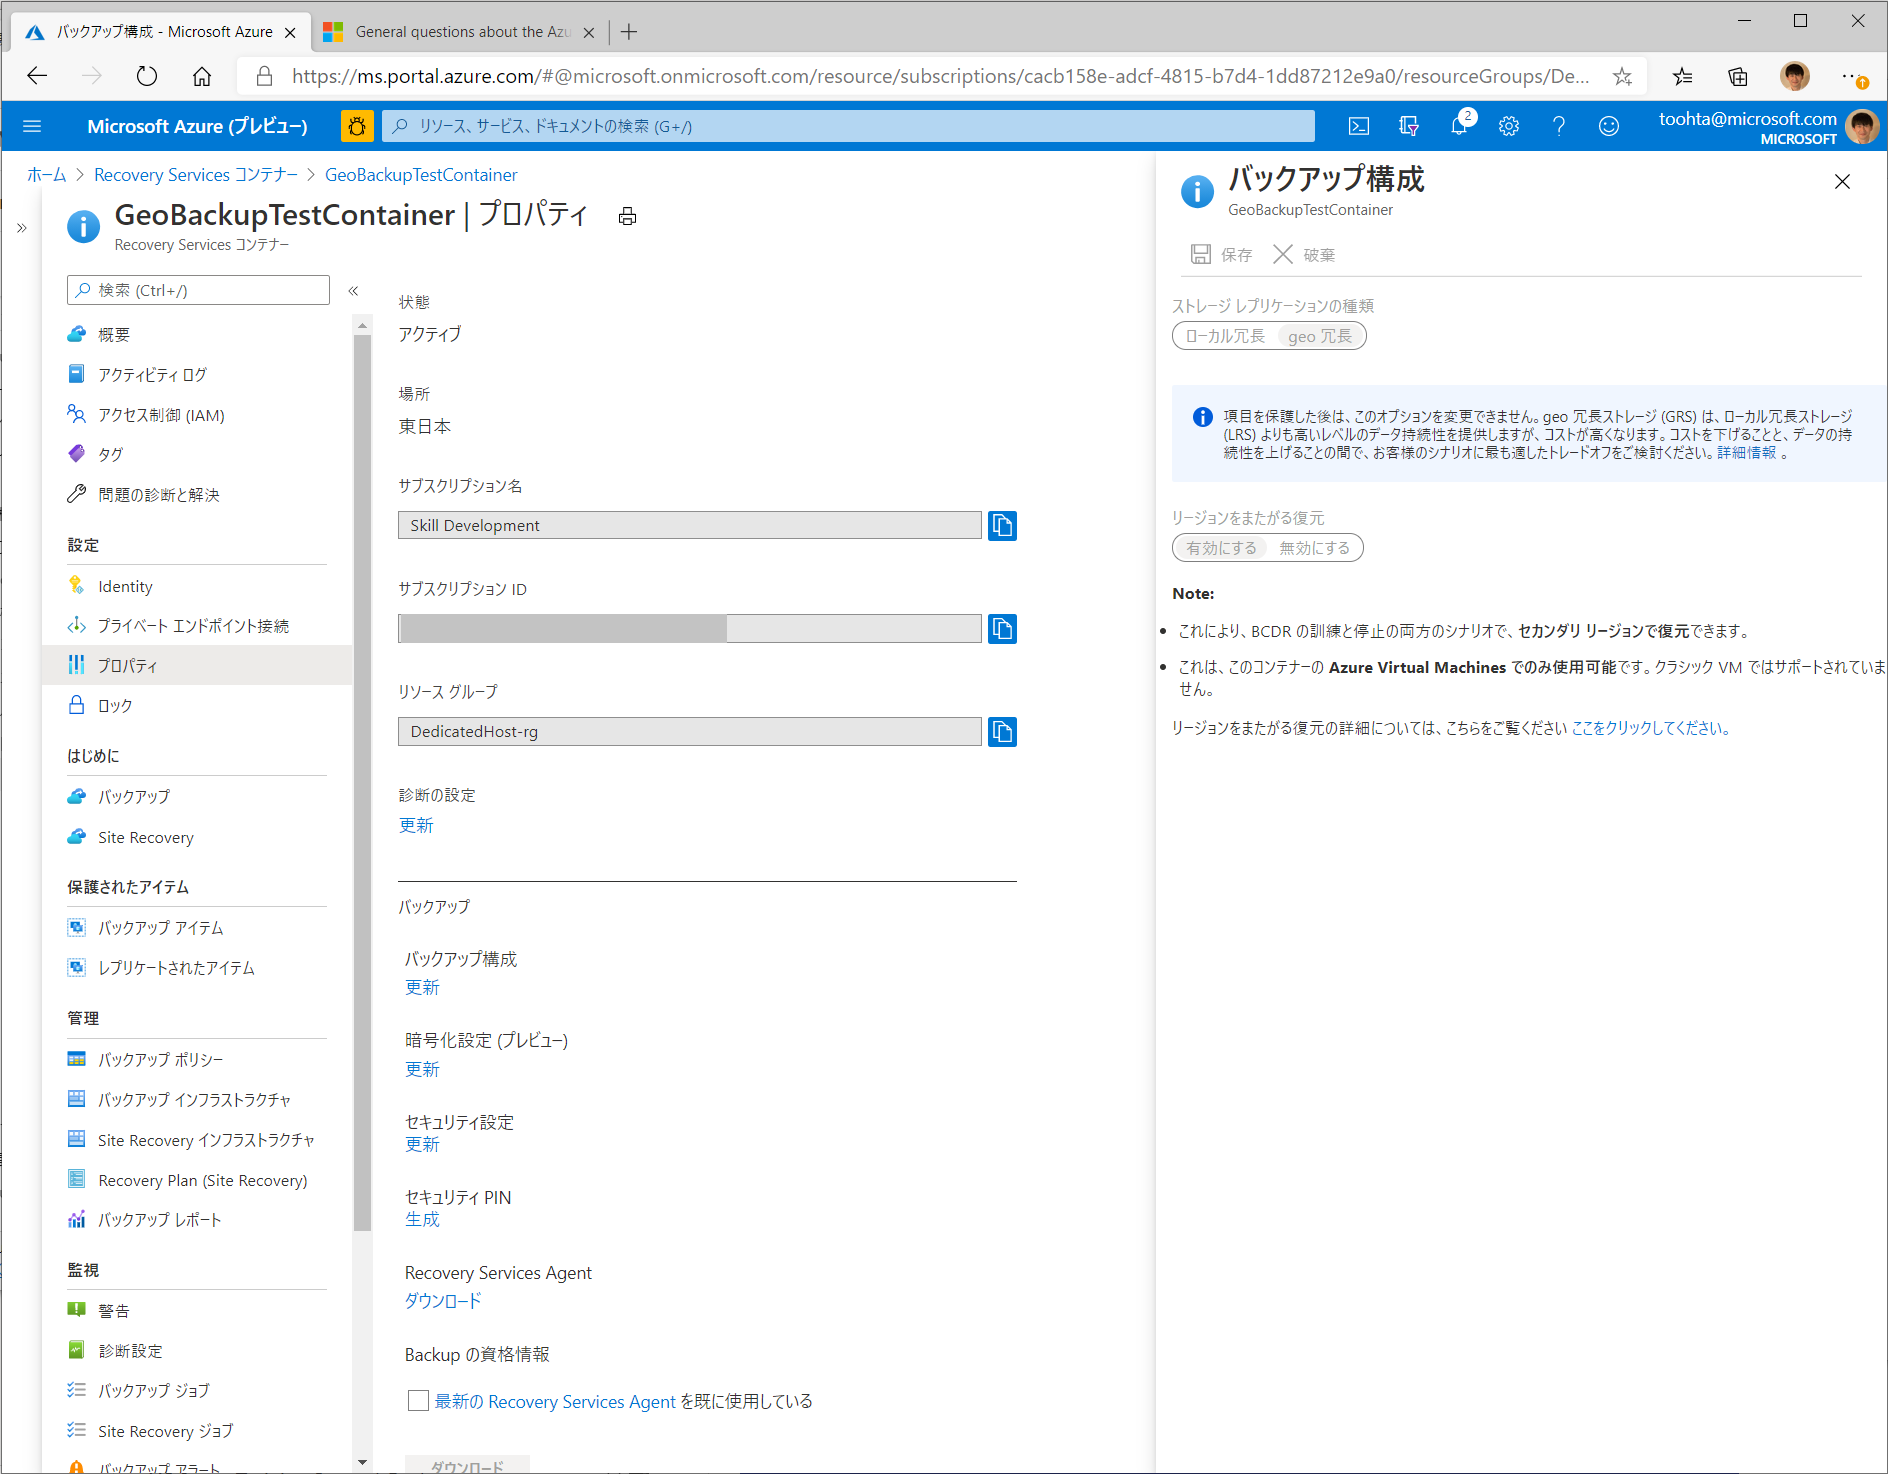 バックアップ構成 - Microsoft Azure
General questions about the Azu
https://ms.portal.azure.com/#@microsoft.onmicrosoft.com/resource/subscriptions/cacb158e-adcf-4815-b7d4-1dd87212e9a0/resourceGroups/De...
Microsoft Azure (プレビュー)
リソース、サービス、ドキュメントの検索 (G+/)
2
toohta@microsoft.com
MICROSOFT
ホーム > Recovery Services コンテナー > GeoBackupTestContainer
GeoBackupTestContainer | プロパティ
Recovery Services コンテナー
検索 (Ctrl+/)
概要
アクティビティ ログ
アクセス制御 (IAM)
タグ
問題の診断と解決
設定
Identity
プライベート エンドポイント接続
プロパティ
ロック
はじめに
バックアップ
Site Recovery
保護されたアイテム
バックアップ アイテム
レプリケートされたアイテム
管理
バックアップ ポリシー
バックアップ インフラストラクチャ
Site Recovery インフラストラクチャ
Recovery Plan (Site Recovery)
バックアップ レポート
監視
警告
診断設定
バックアップ ジョブ
Site Recovery ジョブ
バックアップ アラート
状態
アクティブ
場所
東日本
サブスクリプション名
Skill Development
サブスクリプション ID
リソース グループ
DedicatedHost-rg
診断の設定
更新
バックアップ
バックアップ構成
更新
暗号化設定 (プレビュー)
更新
セキュリティ設定
更新
セキュリティ PIN
生成
Recovery Services Agent
ダウンロード
Backup の資格情報
最新の Recovery Services Agent を既に使用している
ダウンロード
バックアップ構成
GeoBackupTestContainer
保存 破棄
ストレージ レプリケーションの種類
ローカル冗長 geo 冗長
項目を保護した後は、このオプションを変更できません。geo 冗長ストレージ (GRS) は、ローカル冗長ストレージ
(LRS) よりも高いレベルのデータ持続性を提供しますが、コストが高くなります。コストを下げることと、データの持
続性を上げることの間で、お客様のシナリオに最も適したトレードオフをご検討ください。詳細情報 。
リージョンをまたがる復元
有効にする 無効にする
Note:
• これにより、BCDR の訓練と停止の両方のシナリオで、セカンダリ リージョンで復元できます。
• これは、このコンテナーの Azure Virtual Machines でのみ使用可能です。クラシック VM ではサポートされていま
せん。
リージョンをまたがる復元の詳細については、こちらをご覧ください ここをクリックしてください。